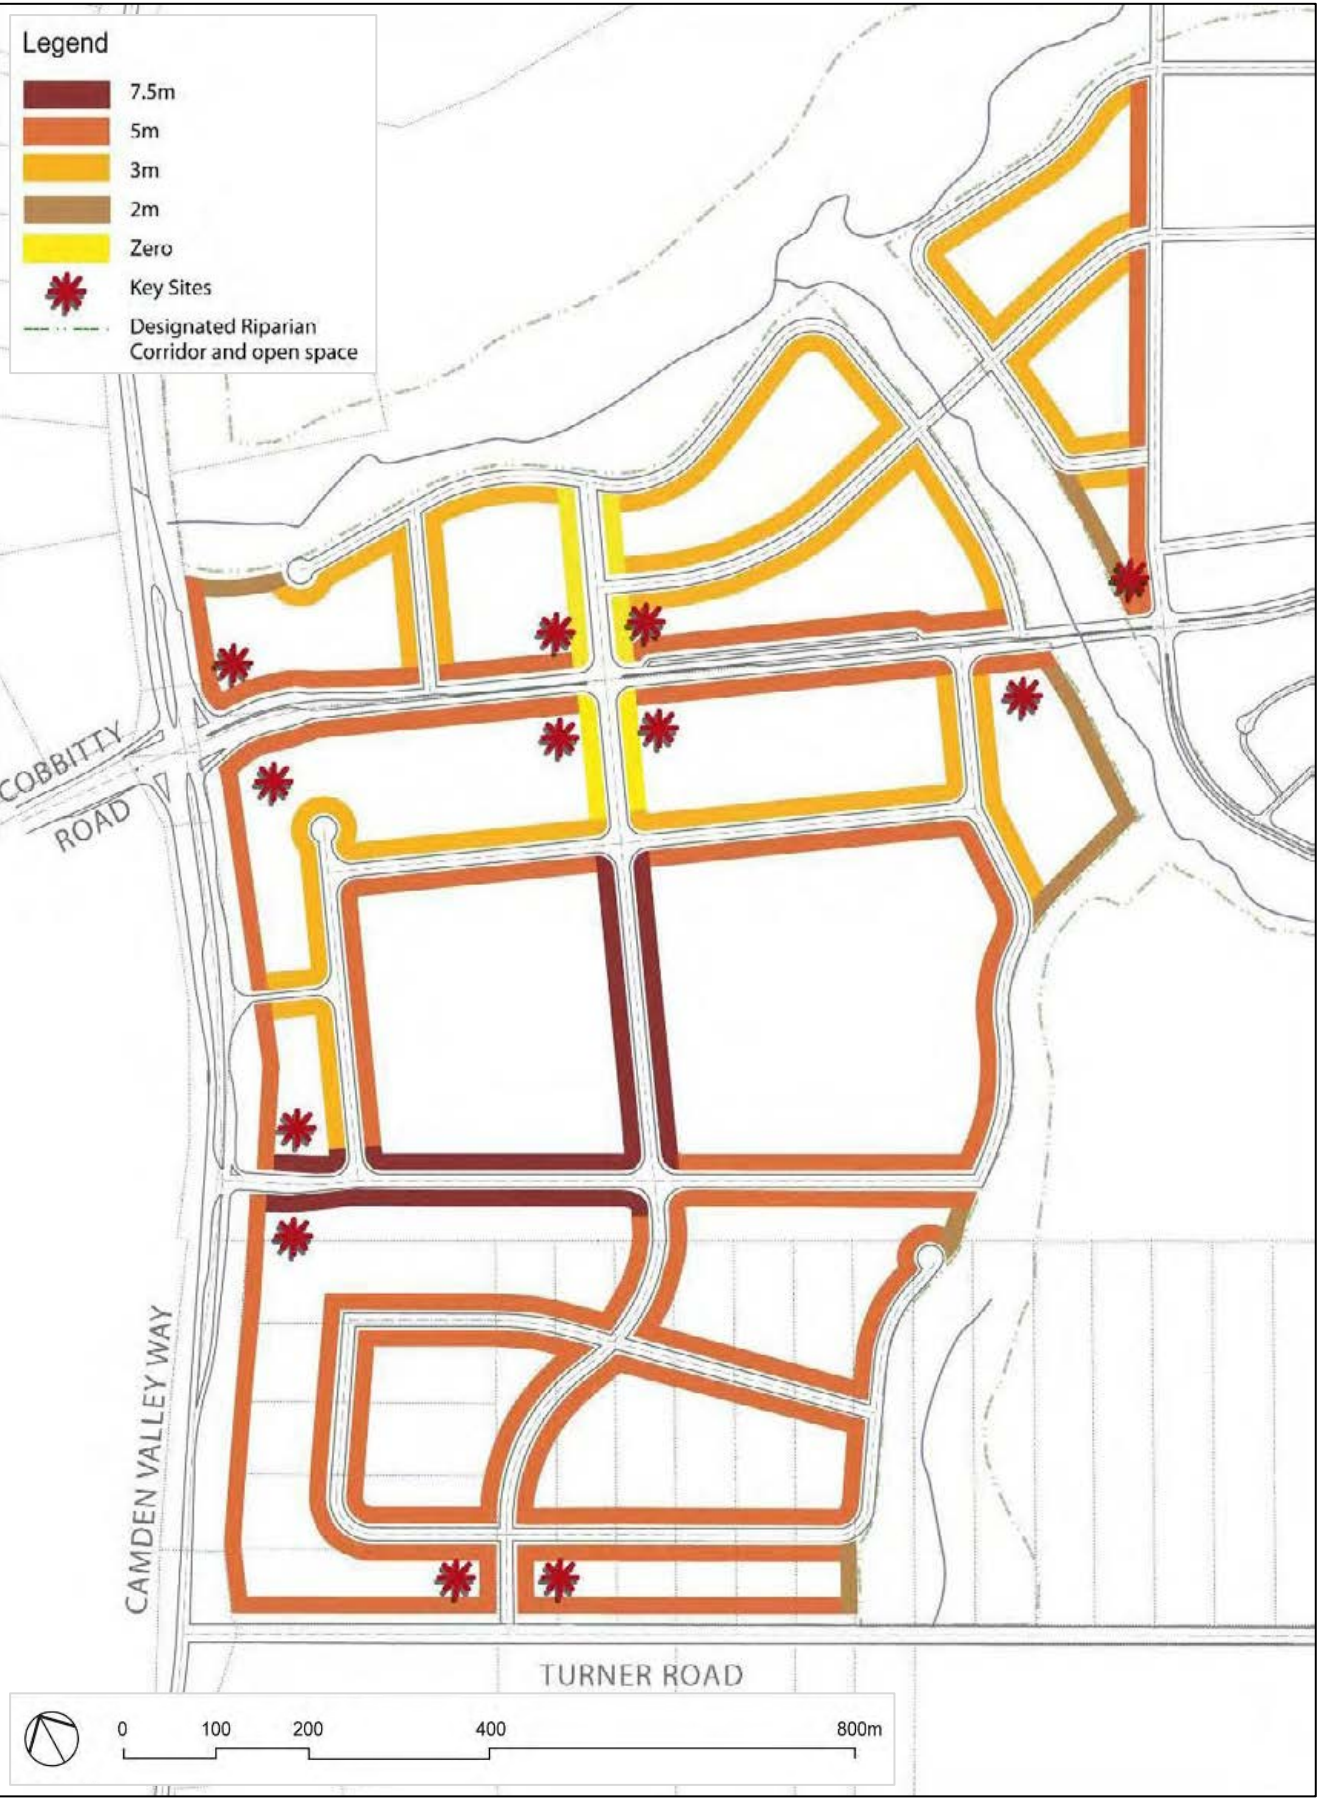 Legend
7.5m
5m
3m
2m
Zero
Key Sites
Designated Riparian
Corridor and open space
COBBITTY
ROAD
CAMDEN VALLEY WAY
TURNER ROAD
0 100 200 400 800m